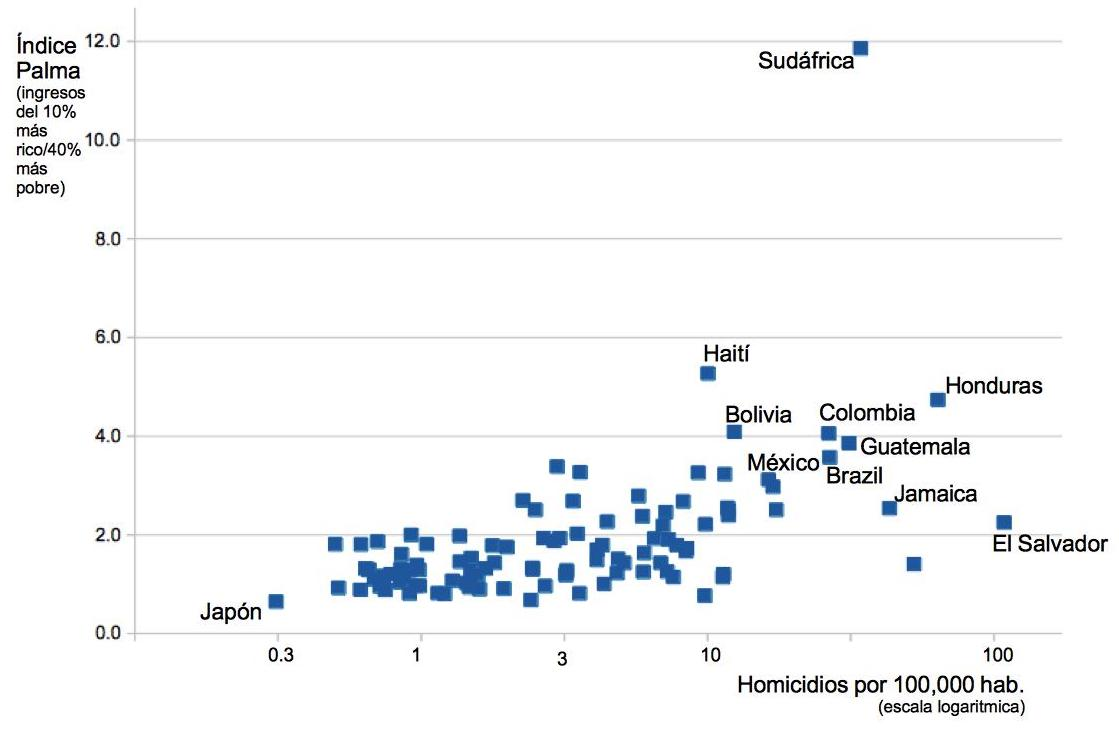 Índice
Palma
(ingresos
del 10%
más
rico/40%
más
pobre)
12.0
10.0
8.0
6.0
4.0
2.0
0.0
Sudáfrica
Haití
Honduras
Bolivia
Colombia
Guatemala
México
Brazil
Jamaica
El Salvador
Japón
0.3
1
3
10
100
Homicidios por 100,000 hab.
(escala logaritmica)